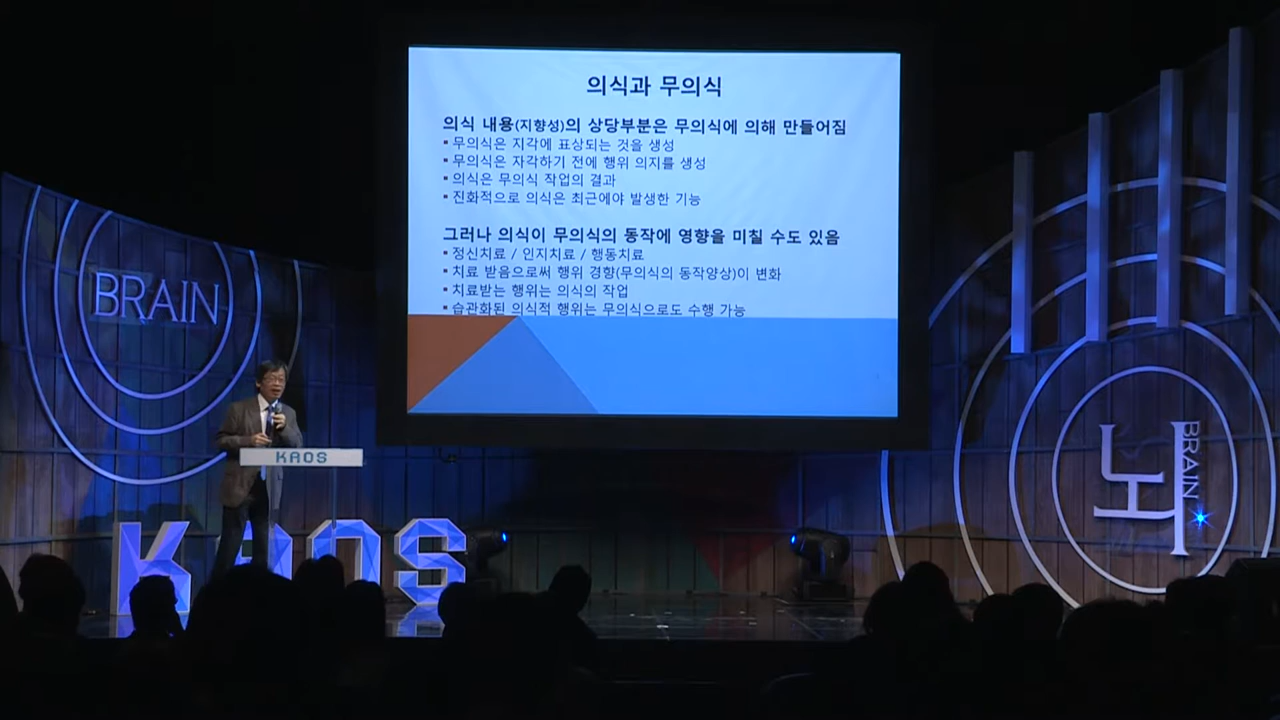 의식과 무의식
의식 내용(지향성)의 상당부분은 무의식에 의해 만들어짐
▪ 무의식은 지각에 표상되는 것을 생성
▪ 무의식은 자각하기 전에 행위 의지를 생성
▪ 의식은 무의식 작업의 결과
▪ 진화적으로 의식은 최근에야 발생한 기능
그러나 의식이 무의식의 동작에 영향을 미칠 수도 있음
▪ 정신치료 / 인지치료 / 행동치료
▪ 치료 받음으로써 행위 경향(무의식의 동작양상)이 변화
▪ 치료받는 행위는 의식의 작업
▪ 습관화된 의식적 행위는 무의식으로도 수행 가능
BRAIN
KAOS
KAOS
뇌
BRAIN